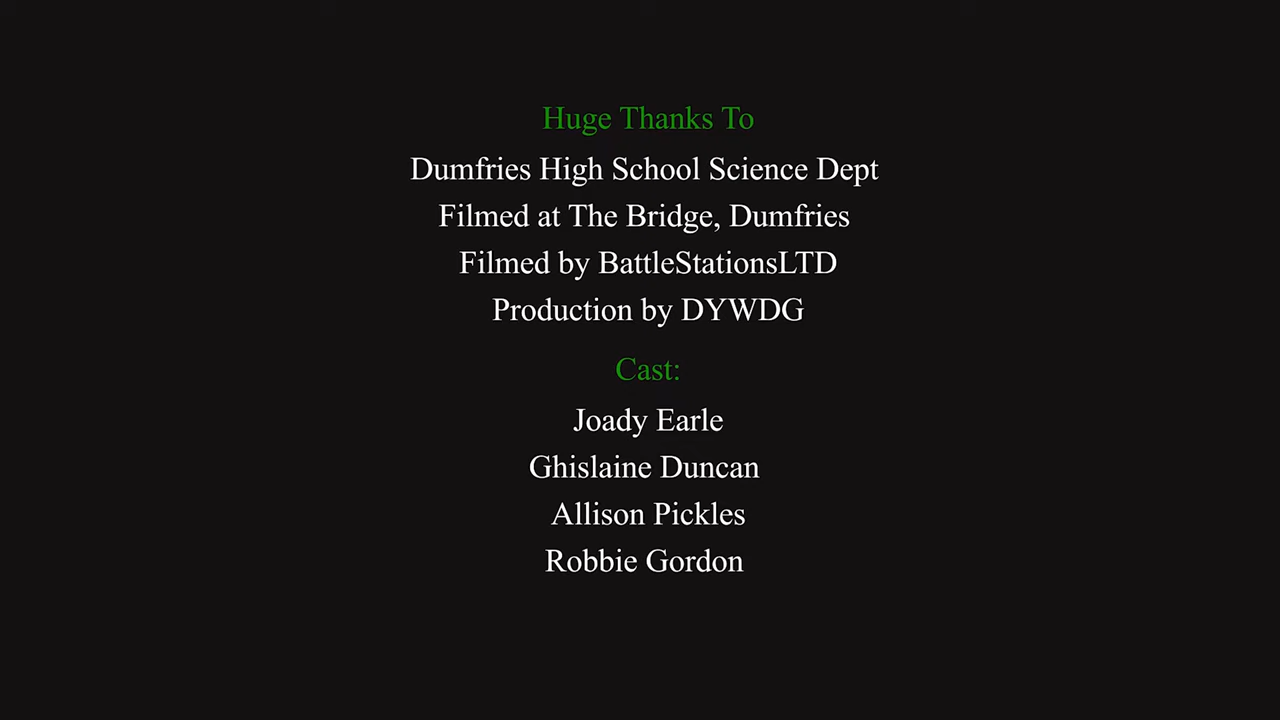 Huge Thanks To
Dumfries High School Science Dept
Filmed at The Bridge, Dumfries
Filmed by BattleStationsLTD
Production by DYWDG
Cast:
Joady Earle
Ghislaine Duncan
Allison Pickles
Robbie Gordon